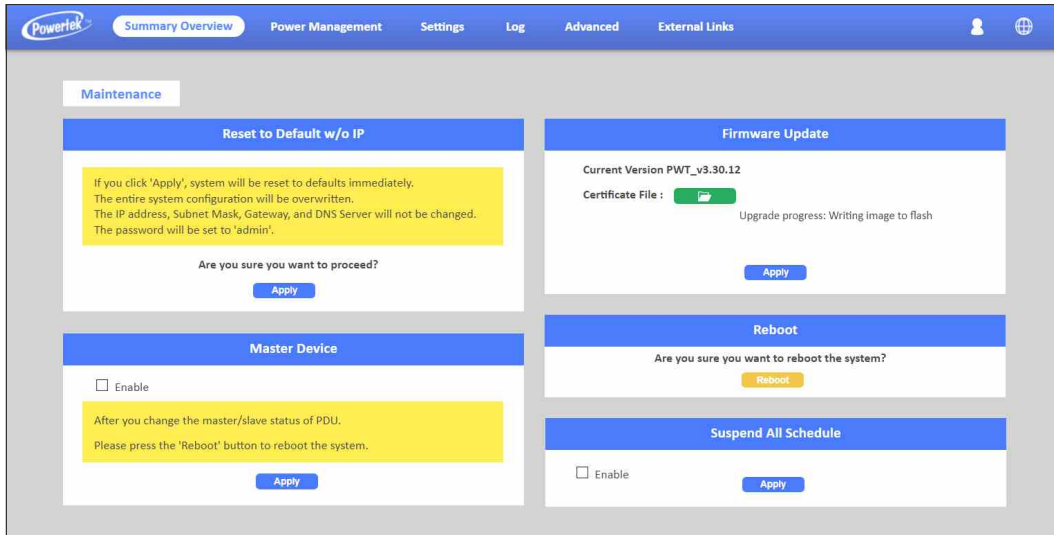 Powertek
Summary Overview Power Management Settings Log Advanced External Links
Maintenance
Reset to Default w/o IP
If you click 'Apply', system will be reset to defaults immediately.
The entire system configuration will be overwritten.
The IP address, Subnet Mask, Gateway, and DNS Server will not be changed.
The password will be set to 'admin'.
Are you sure you want to proceed?
Apply
Master Device
Enable
After you change the master/slave status of PDU.
Please press the 'Reboot' button to reboot the system.
Apply
Firmware Update
Current Version PWT_v3.30.12
Certificate File :
Upgrade progress: Writing image to flash
Apply
Reboot
Are you sure you want to reboot the system?
Reboot
Suspend All Schedule
Enable
Apply